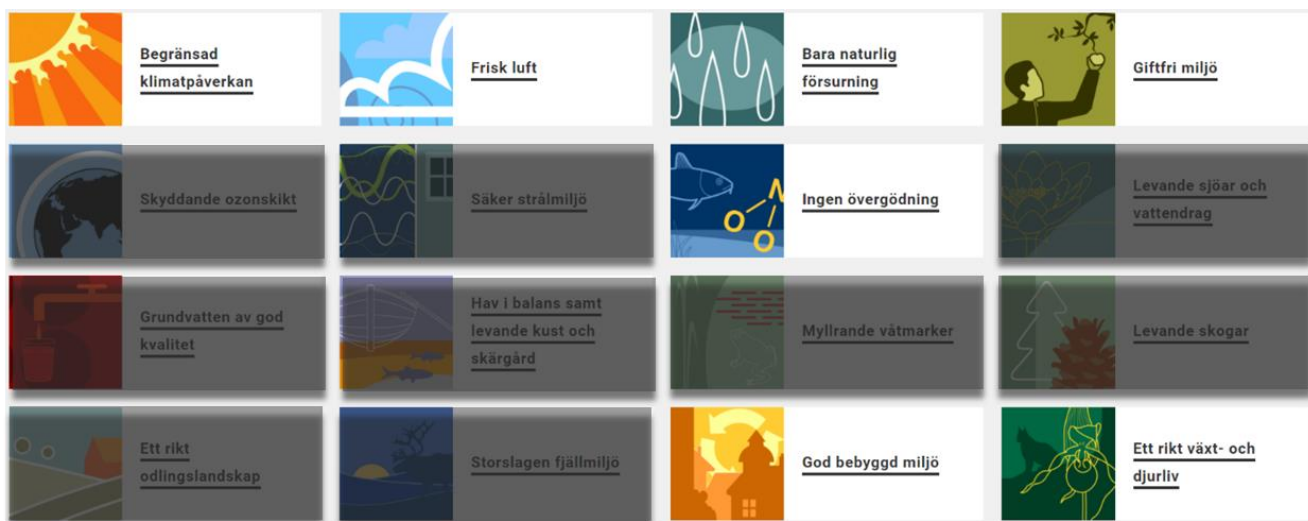 Begränsad
klimatpåverkan
Frisk luft
Bara naturlig
försurning
Giftfri miljö
Skyddande ozonskikt
Säker strålmiljö
Ingen övergödning
N
O
O
Levande sjöar och
vattendrag
Grundvatten av god
kvalitet
Hav i balans samt
levande kust och
skärgård
Myllrande våtmarker
Levande skogar
Ett rikt
odlingslandskap
Storslagen fjällmiljö
God bebyggd miljö
Ett rikt växt- och
djurliv